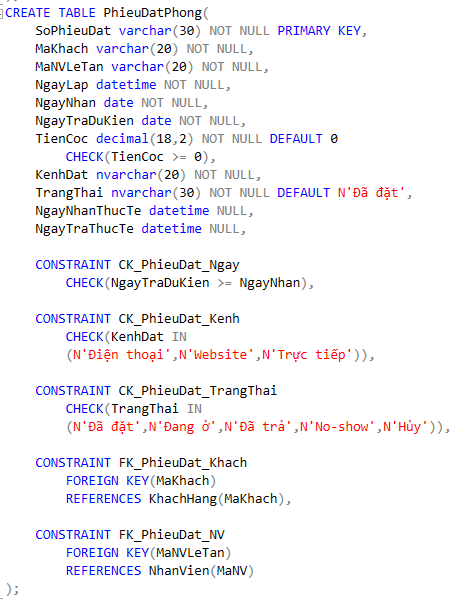 CREATE TABLE PhieuDatPhong(
SoPhieuDat varchar(30) NOT NULL PRIMARY KEY,
MaKhach varchar(20) NOT NULL,
MaNVLeTan varchar(20) NOT NULL,
NgayLap datetime NOT NULL,
NgayNhan date NOT NULL,
NgayTraDuKien date NOT NULL,
TienCoc decimal(18,2) NOT NULL DEFAULT 0
CHECK(TienCoc >= 0),
KenhDat nvarchar(20) NOT NULL,
TrangThai nvarchar(30) NOT NULL DEFAULT N'Đã đặt',
NgayNhanThucTe datetime NULL,
NgayTraThucTe datetime NULL,
CONSTRAINT CK_PhieuDat_Ngay
CHECK(NgayTraDuKien >= NgayNhan),
CONSTRAINT CK_PhieuDat_Kenh
CHECK(KenhDat IN
(N'Điện thoại',N'Website',N'Trực tiếp')),
CONSTRAINT CK_PhieuDat_TrangThai
CHECK(TrangThai IN
(N'Đã đặt',N'Đang ở',N'Đã trả',N'No-show',N'Hủy')),
CONSTRAINT FK_PhieuDat_Khach
FOREIGN KEY(MaKhach)
REFERENCES KhachHang(MaKhach),
CONSTRAINT FK_PhieuDat_NV
FOREIGN KEY(MaNVLeTan)
REFERENCES NhanVien(MaNV)
);